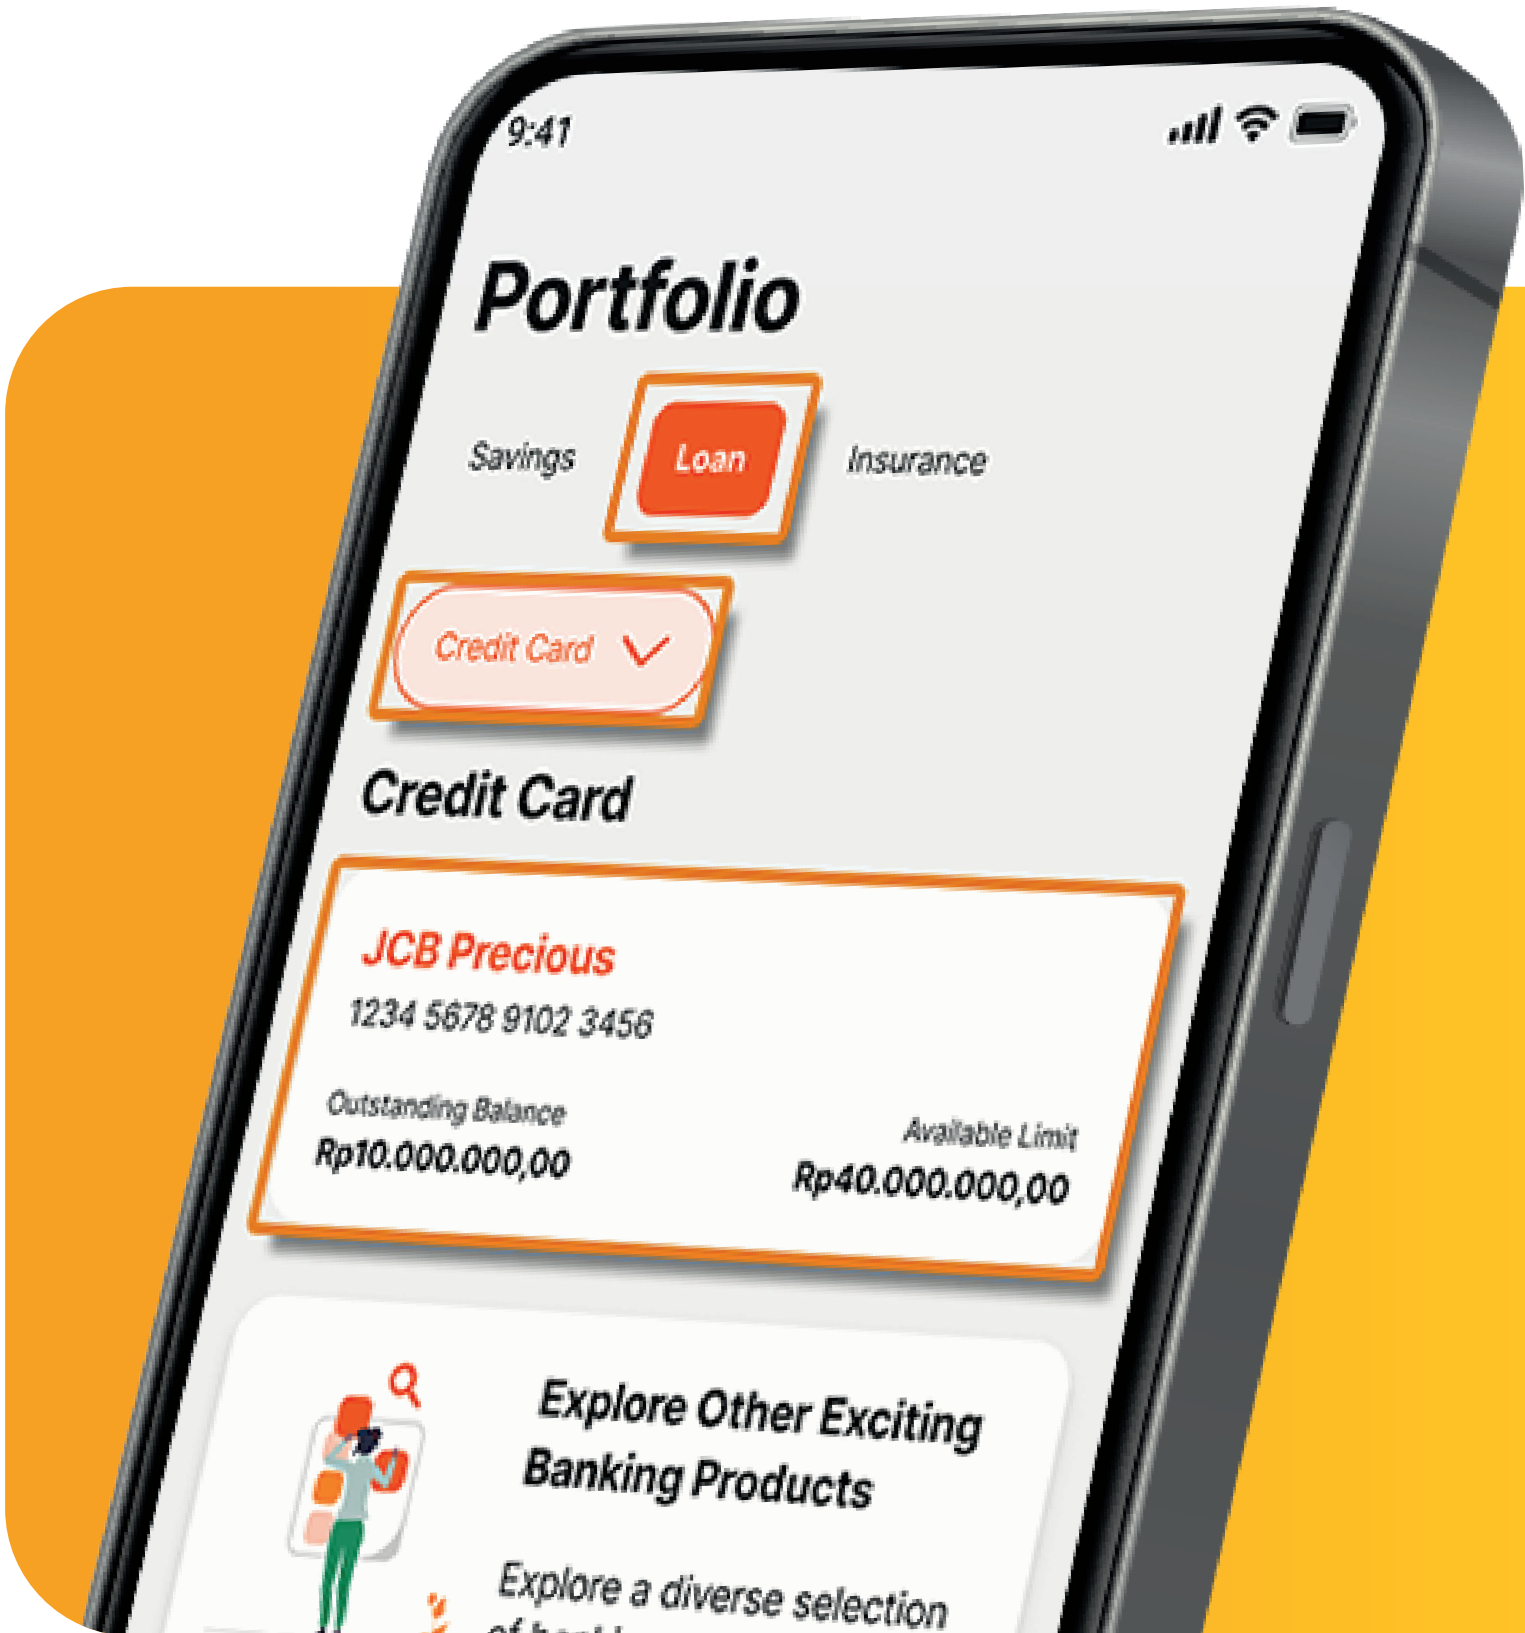 9:41
Portfolio
Savings Loan Insurance
Credit Card
Credit Card
JCB Precious
1234 5678 9102 3456
Outstanding Balance Available Limit
Rp10.000.000,00 Rp40.000.000,00
Explore Other Exciting
Banking Products
Explore a diverse selection
of